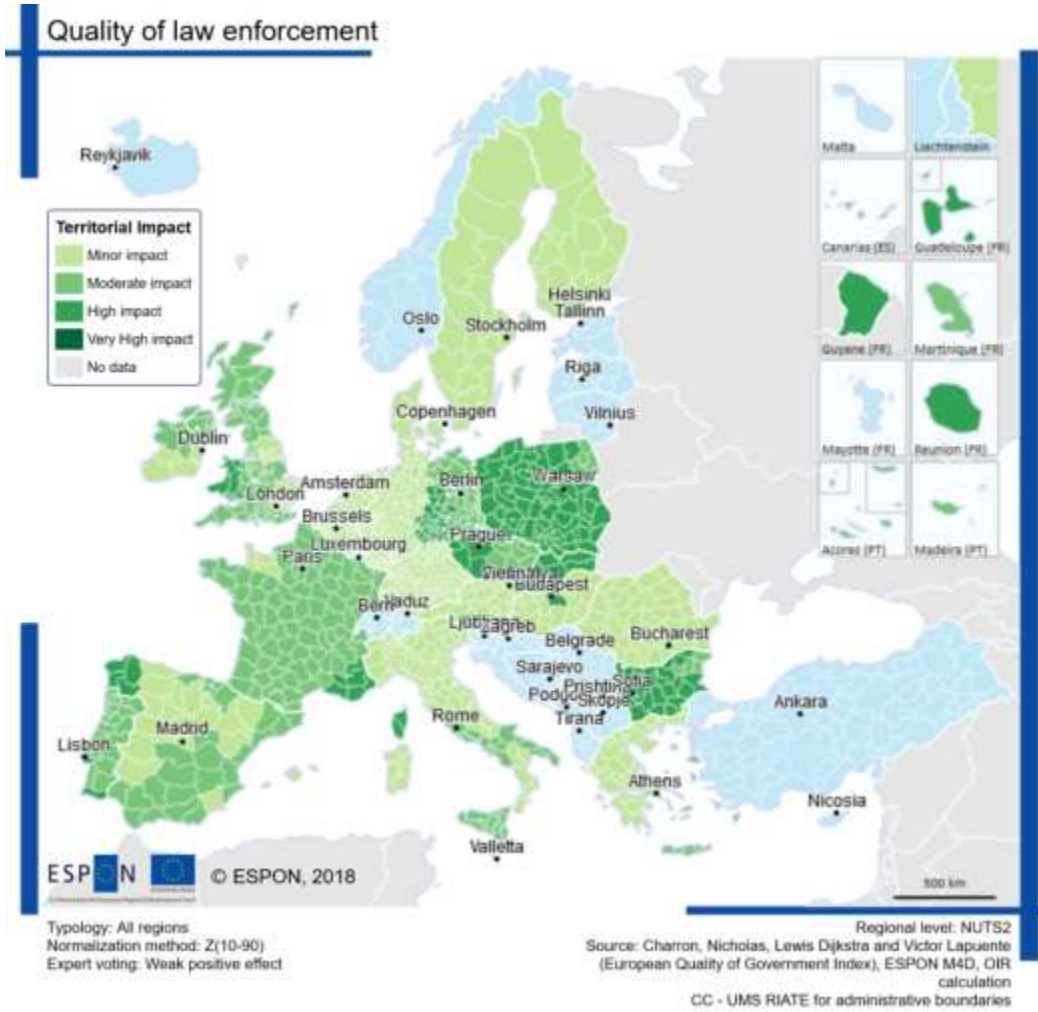 Quality of law enforcement
Reykjavik
Territorial Impact
Minor impact
Moderate impact
High impact
Very High impact
No data
Malta
Liechtenstein
Canarias (ES)
Guadeloupe (FR)
Guyane (FR)
Martinique (FR)
Mayotte (FR)
Reunion (FR)
Acores (PT)
Madeira (PT)
Oslo
Stockholm
Helsinki
Tallinn
Riga
Vilnius
Copenhagen
Dublin
London
Amsterdam
Berlin
Warsaw
Brussels
Luxembourg
Prague
Paris
Budapest
Bern
Vaduz
Zagreb
Belgrade
Bucharest
Sarajevo
Prishtina
Sofia
Skopje
Tirana
Rome
Madrid
Lisbon
Ankara
Athens
Nicosia
Valletta
ESPON
© ESPON, 2018
500 km
Typology: All regions
Normalization method: Z(10-90)
Expert voting: Weak positive effect
Regional level: NUTS2
Source: Charron, Nicholas, Lewis Dijkstra and Victor Lapuente
(European Quality of Government Index), ESPON M4D, OIR
calculation
CC - UMS RIATE for administrative boundaries